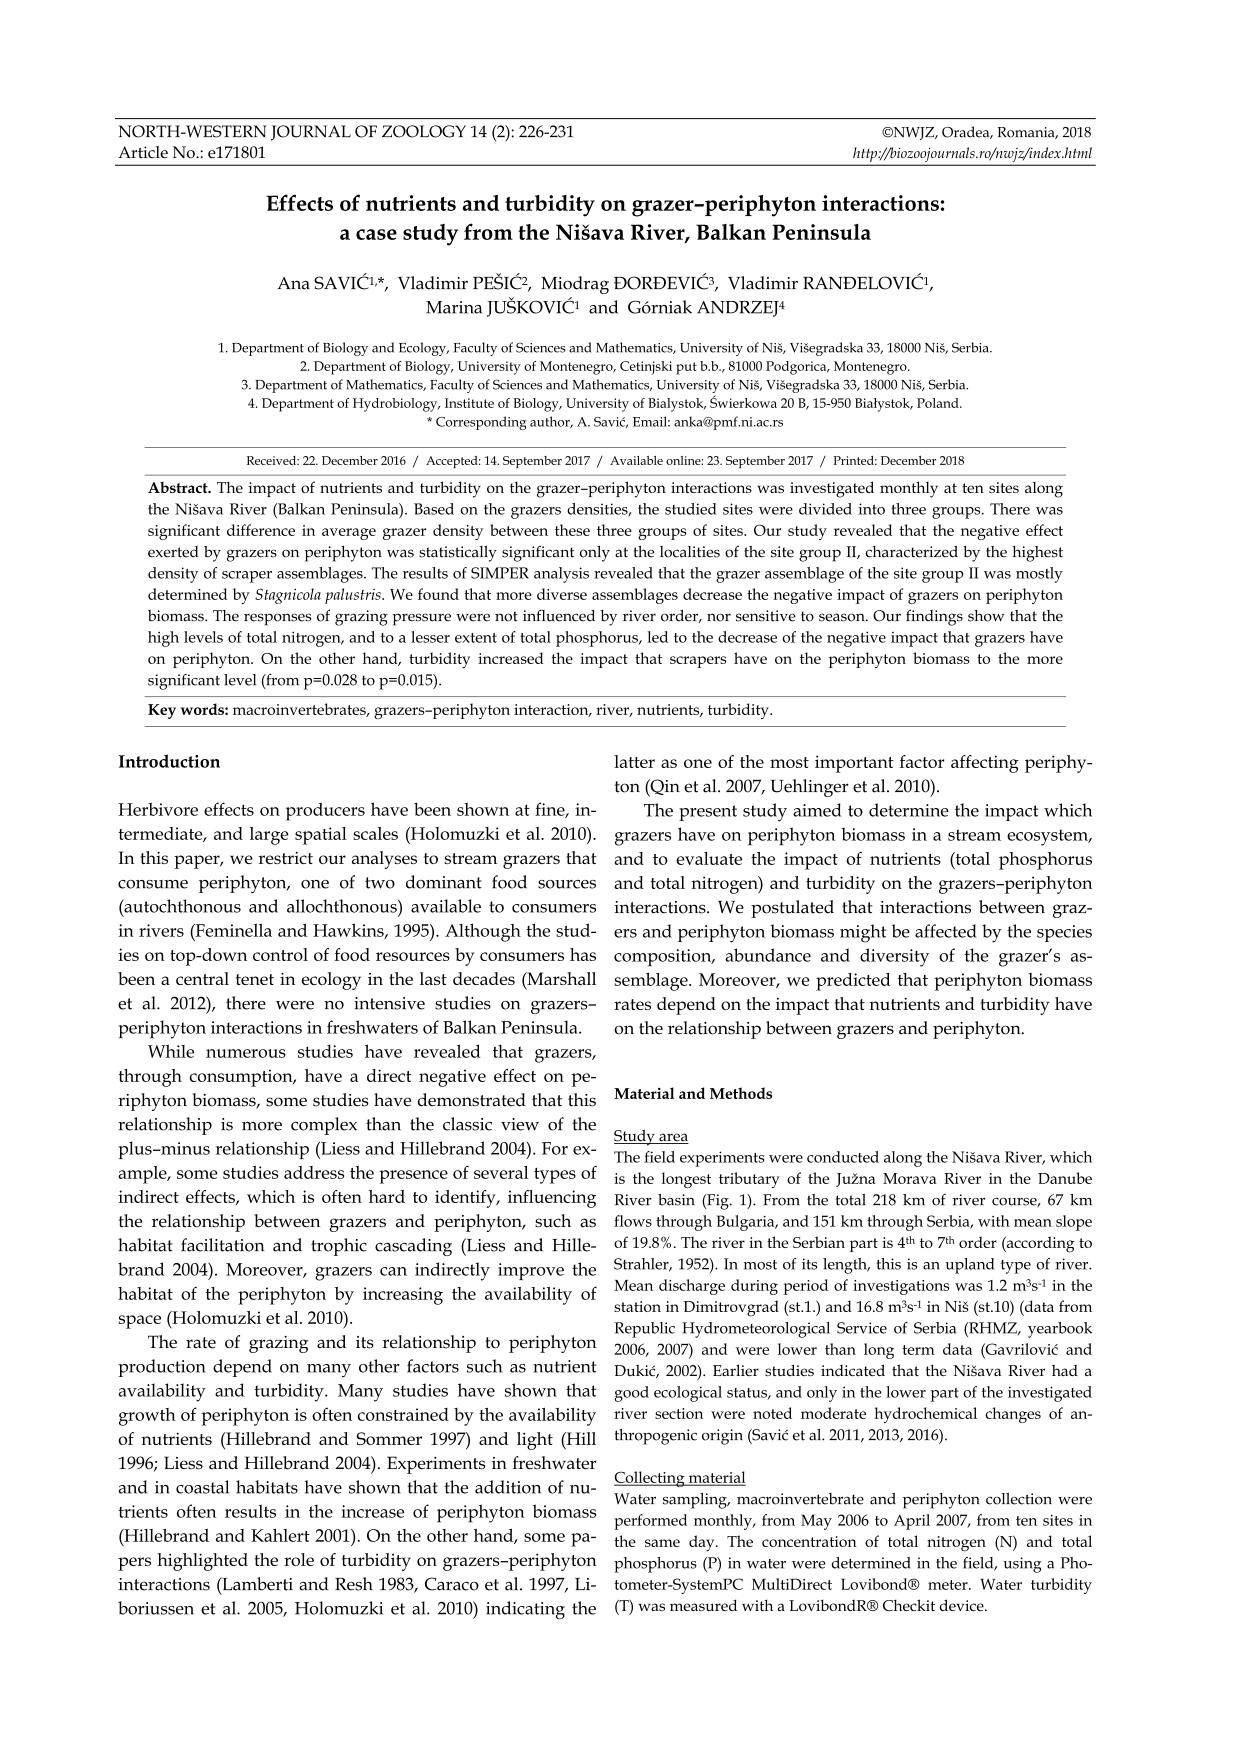 NORTH-WESTERN JOURNAL OF ZOOLOGY 14 (2): 226-231
©NWJZ, Oradea, Romania, 2018
Article No.: e171801
http://biozoojournals.ro/nwjz/index.html
Effects of nutrients and turbidity on grazer–periphyton interactions:
a case study from the Nišava River, Balkan Peninsula
Ana SAVIĆ1,*, Vladimir PEŠIĆ2, Miodrag ĐORĐEVIĆ3, Vladimir RANĐELOVIĆ1,
Marina JUŠKOVIĆ1 and Górniak ANDRZEJ4
1. Department of Biology and Ecology, Faculty of Sciences and Mathematics, University of Niš, Višegradska 33, 18000 Niš, Serbia.
2. Department of Biology, University of Montenegro, Cetinjski put b.b., 81000 Podgorica, Montenegro.
3. Department of Mathematics, Faculty of Sciences and Mathematics, University of Niš, Višegradska 33, 18000 Niš, Serbia.
4. Department of Hydrobiology, Institute of Biology, University of Bialystok, Świerkowa 20 B, 15-950 Białystok, Poland.
* Corresponding author, A. Savić, Email: anka@pmf.ni.ac.rs
Received: 22. December 2016 / Accepted: 14. September 2017 / Available online: 23. September 2017 / Printed: December 2018
Abstract. The impact of nutrients and turbidity on the grazer–periphyton interactions was investigated monthly at ten sites along
the Nišava River (Balkan Peninsula). Based on the grazers densities, the studied sites were divided into three groups. There was
significant difference in average grazer density between these three groups of sites. Our study revealed that the negative effect
exerted by grazers on periphyton was statistically significant only at the localities of the site group II, characterized by the highest
density of scraper assemblages. The results of SIMPER analysis revealed that the grazer assemblage of the site group II was mostly
determined by Stagnicola palustris. We found that more diverse assemblages decrease the negative impact of grazers on periphyton
biomass. The responses of grazing pressure were not influenced by river order, nor sensitive to season. Our findings show that the
high levels of total nitrogen, and to a lesser extent of total phosphorus, led to the decrease of the negative impact that grazers have
on periphyton. On the other hand, turbidity increased the impact that scrapers have on the periphyton biomass to the more
significant level (from p=0.028 to p=0.015).
Key words: macroinvertebrates, grazers–periphyton interaction, river, nutrients, turbidity.
Introduction
Herbivore effects on producers have been shown at fine, in-
termediate, and large spatial scales (Holomuzki et al. 2010).
In this paper, we restrict our analyses to stream grazers that
consume periphyton, one of two dominant food sources
(autochthonous and allochthonous) available to consumers
in rivers (Feminella and Hawkins, 1995). Although the stud-
ies on top-down control of food resources by consumers has
been a central tenet in ecology in the last decades (Marshall
et al. 2012), there were no intensive studies on grazers–
periphyton interactions in freshwaters of Balkan Peninsula.
While numerous studies have revealed that grazers,
through consumption, have a direct negative effect on pe-
riphyton biomass, some studies have demonstrated that this
relationship is more complex than the classic view of the
plus–minus relationship (Liess and Hillebrand 2004). For ex-
ample, some studies address the presence of several types of
indirect effects, which is often hard to identify, influencing
the relationship between grazers and periphyton, such as
habitat facilitation and trophic cascading (Liess and Hille-
brand 2004). Moreover, grazers can indirectly improve the
habitat of the periphyton by increasing the availability of
space (Holomuzki et al. 2010).
The rate of grazing and its relationship to periphyton
production depend on many other factors such as nutrient
availability and turbidity. Many studies have shown that
growth of periphyton is often constrained by the availability
of nutrients (Hillebrand and Sommer 1997) and light (Hill
1996; Liess and Hillebrand 2004). Experiments in freshwater
and in coastal habitats have shown that the addition of nu-
trients often results in the increase of periphyton biomass
(Hillebrand and Kahlert 2001). On the other hand, some pa-
pers highlighted the role of turbidity on grazers–periphyton
interactions (Lamberti and Resh 1983, Caraco et al. 1997, Li-
boriussen et al. 2005, Holomuzki et al. 2010) indicating the
latter as one of the most important factor affecting periphy-
ton (Qin et al. 2007, Uehlinger et al. 2010).
The present study aimed to determine the impact which
grazers have on periphyton biomass in a stream ecosystem,
and to evaluate the impact of nutrients (total phosphorus
and total nitrogen) and turbidity on the grazers–periphyton
interactions. We postulated that interactions between graz-
ers and periphyton biomass might be affected by the species
composition, abundance and diversity of the grazer’s as-
semblage. Moreover, we predicted that periphyton biomass
rates depend on the impact that nutrients and turbidity have
on the relationship between grazers and periphyton.
Material and Methods
Study area
The field experiments were conducted along the Nišava River, which
is the longest tributary of the Južna Morava River in the Danube
River basin (Fig. 1). From the total 218 km of river course, 67 km
flows through Bulgaria, and 151 km through Serbia, with mean slope
of 19.8%. The river in the Serbian part is 4th to 7th order (according to
Strahler, 1952). In most of its length, this is an upland type of river.
Mean discharge during period of investigations was 1.2 m3s-1 in the
station in Dimitrovgrad (st.1.) and 16.8 m3s-1 in Niš (st.10) (data from
Republic Hydrometeorological Service of Serbia (RHMZ, yearbook
2006, 2007) and were lower than long term data (Gavrilović and
Dukić, 2002). Earlier studies indicated that the Nišava River had a
good ecological status, and only in the lower part of the investigated
river section were noted moderate hydrochemical changes of an-
thropogenic origin (Savić et al. 2011, 2013, 2016).
Collecting material
Water sampling, macroinvertebrate and periphyton collection were
performed monthly, from May 2006 to April 2007, from ten sites in
the same day. The concentration of total nitrogen (N) and total
phosphorus (P) in water were determined in the field, using a Pho-
tometer-SystemPC MultiDirect Lovibond® meter. Water turbidity
(T) was measured with a LovibondR® Checkit device.